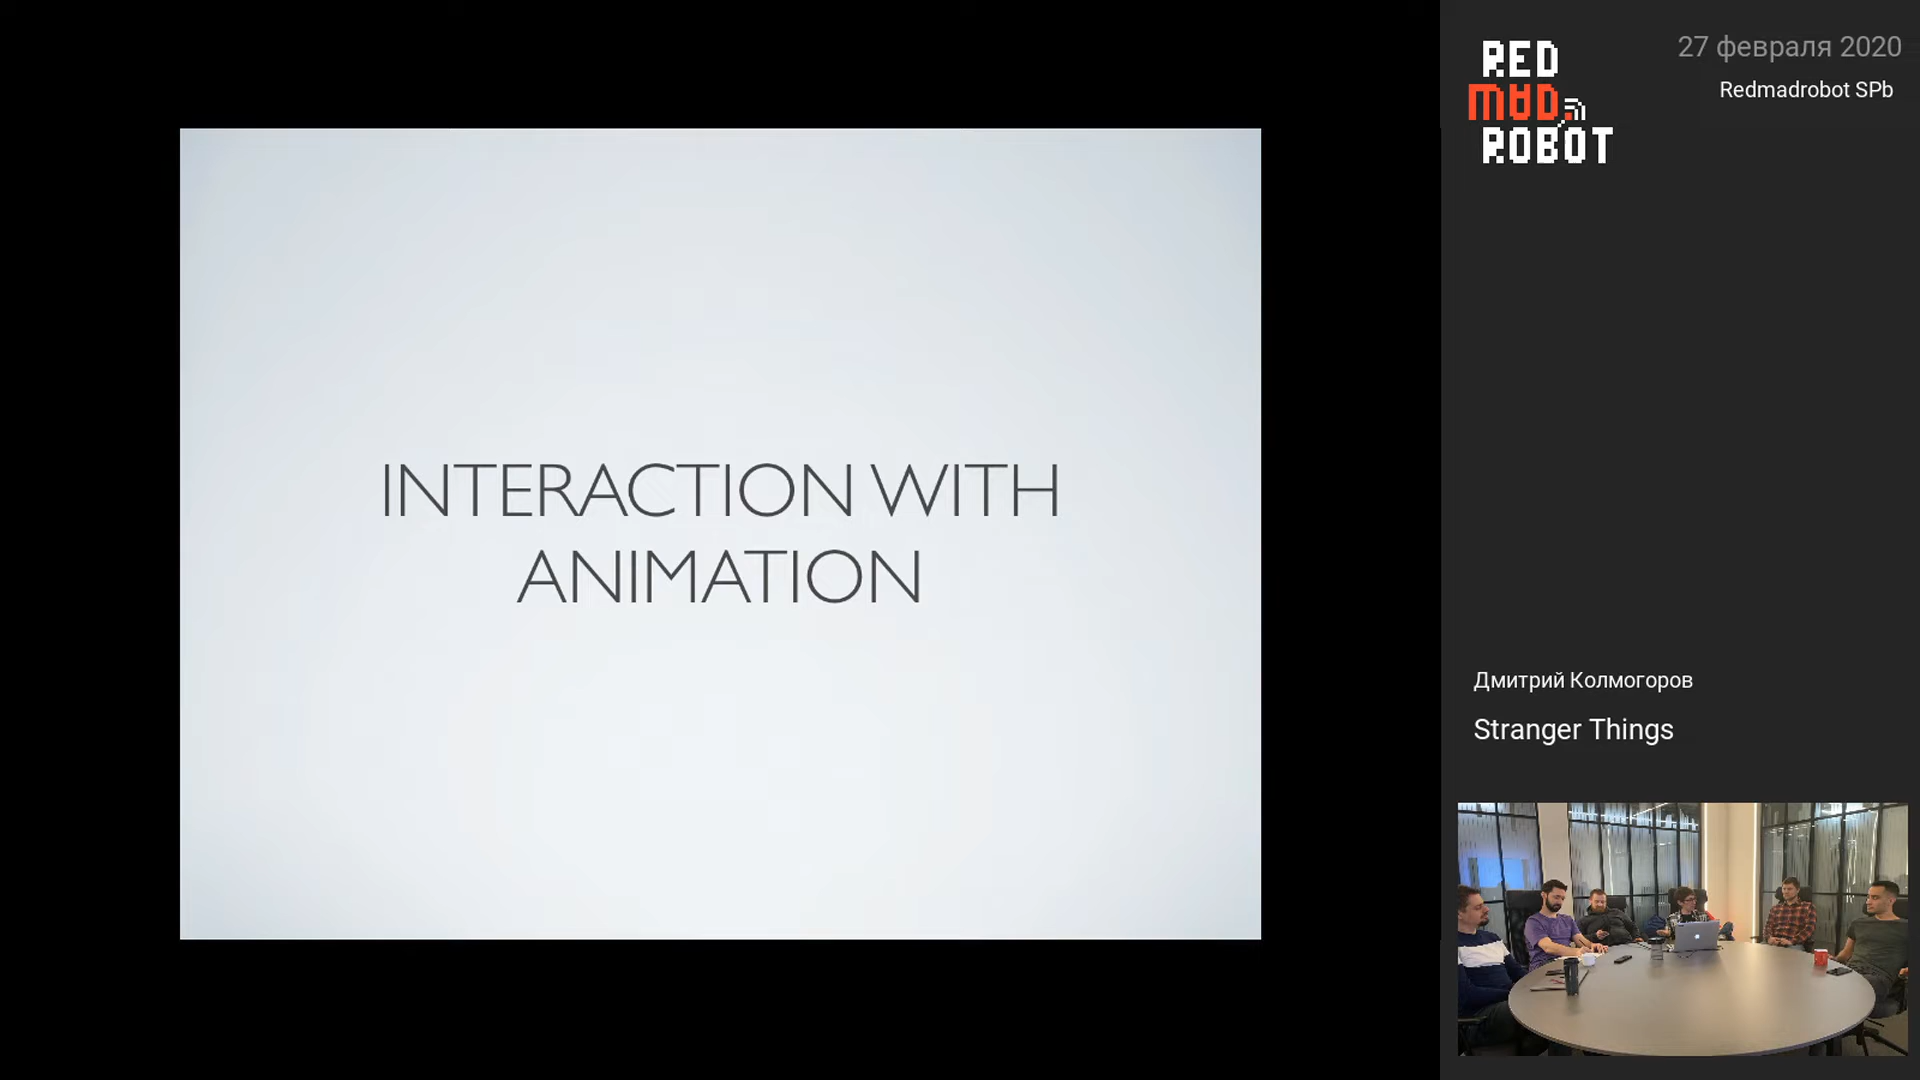 INTERACTION WITH
ANIMATION
RED
MAD
ROBOT
27 февраля 2020
Redmadrobot SPb
Дмитрий Колмогоров
Stranger Things